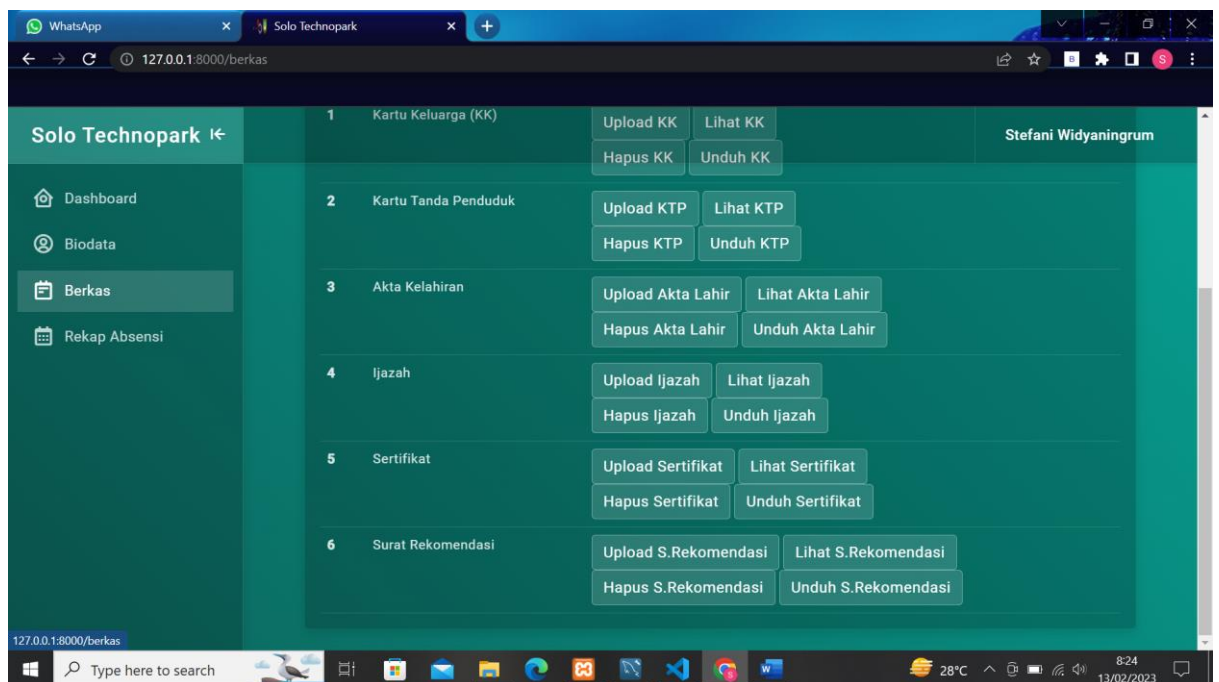 WhatsApp
Solo Technopark
127.0.0.1:8000/berkas
S
Solo Technopark
Stefani Widyaningrum
Dashboard
Biodata
Berkas
Rekap Absensi
1 Kartu Keluarga (KK) Upload KK Lihat KK
Hapus KK Unduh KK
2 Kartu Tanda Penduduk Upload KTP Lihat KTP
Hapus KTP Unduh KTP
3 Akta Kelahiran Upload Akta Lahir Lihat Akta Lahir
Hapus Akta Lahir Unduh Akta Lahir
4 Ijazah Upload Ijazah Lihat Ijazah
Hapus Ijazah Unduh Ijazah
5 Sertifikat Upload Sertifikat Lihat Sertifikat
Hapus Sertifikat Unduh Sertifikat
6 Surat Rekomendasi Upload S.Rekomendasi Lihat S.Rekomendasi
Hapus S.Rekomendasi Unduh S.Rekomendasi
127.0.0.1:8000/berkas
Type here to search
28°C
8:24
13/02/2023